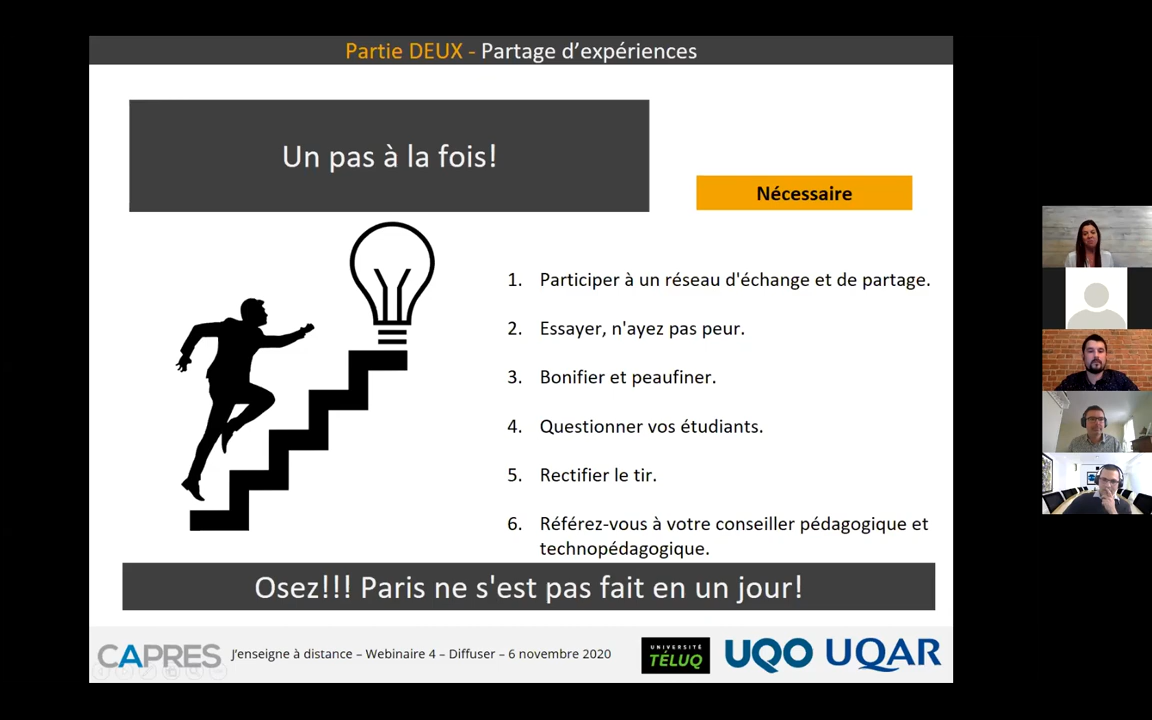 Partie DEUX - Partage d'expériences
Un pas à la fois!
Nécessaire
1. Participer à un réseau d'échange et de partage.
2. Essayer, n'ayez pas peur.
3. Bonifier et peaufiner.
4. Questionner vos étudiants.
5. Rectifier le tir.
6. Référez-vous à votre conseiller pédagogique et
technopédagogique.
Osez!!! Paris ne s'est pas fait en un jour!
CAPRES
J'enseigne à distance – Webinaire 4 – Diffuser – 6 novembre 2020
UNIVERSITÉ
TÉLUQ
UQO
UQAR